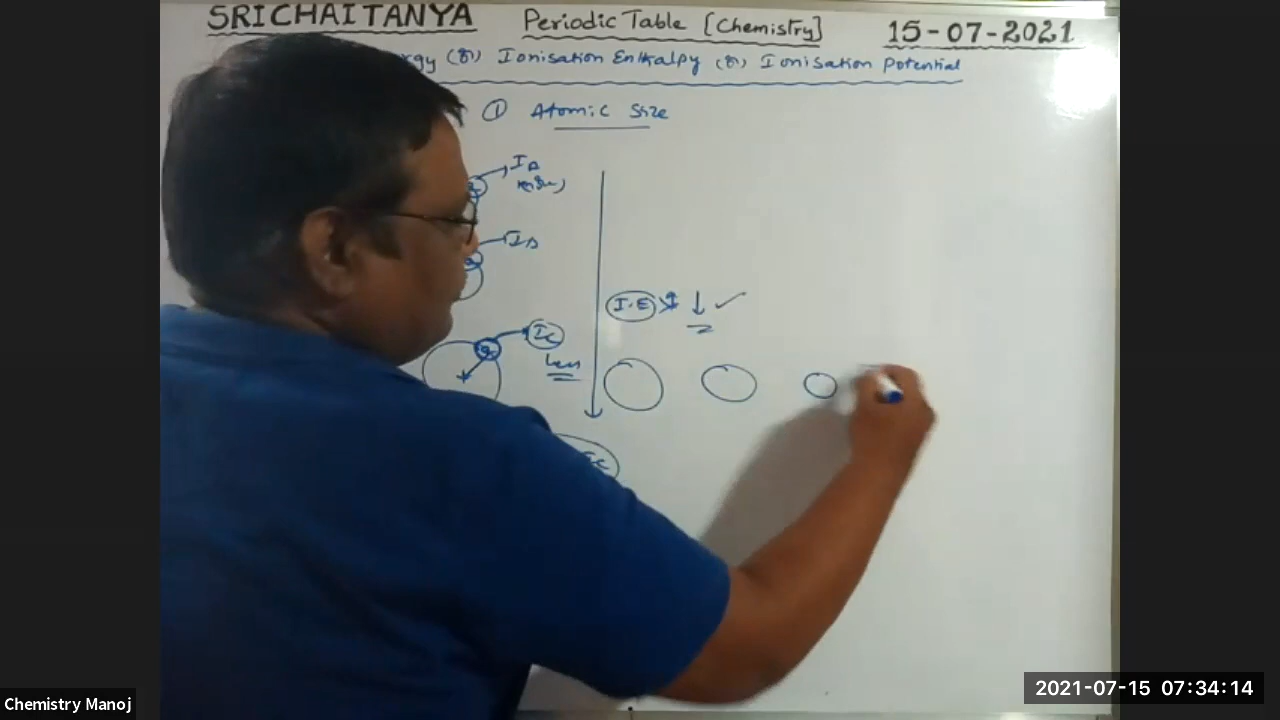 SRICHAITANYA Periodic Table [Chemistry] 15-07-2021
Ionisation Enthalpy (or) Ionisation Potential
① Atomic Size
I.E ↓ ✓
Less
Chemistry Manoj
2021-07-15 07:34:14